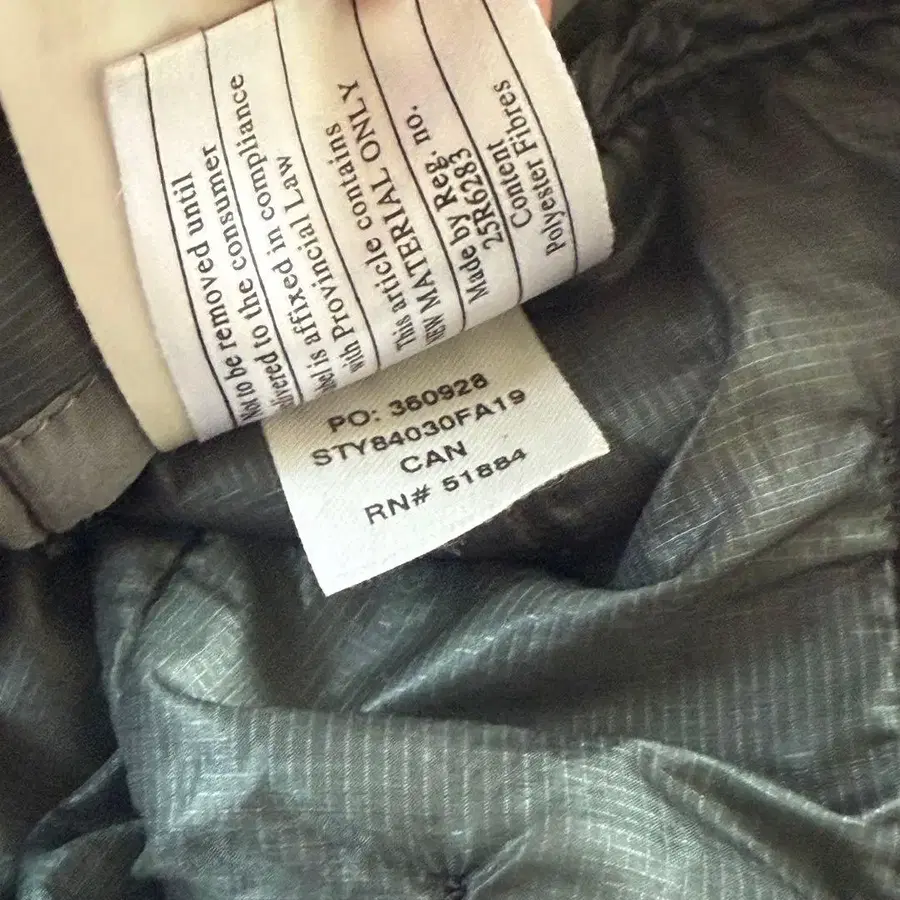 Not to be removed until
delivered to the consumer
Label is affixed in compliance
with Provincial Law
This article contains
NEW MATERIAL ONLY
Made by Reg. no.
25R6283
Content
Polyester Fibres
PO: 360928
STY84030FA19
CAN
RN# 51884